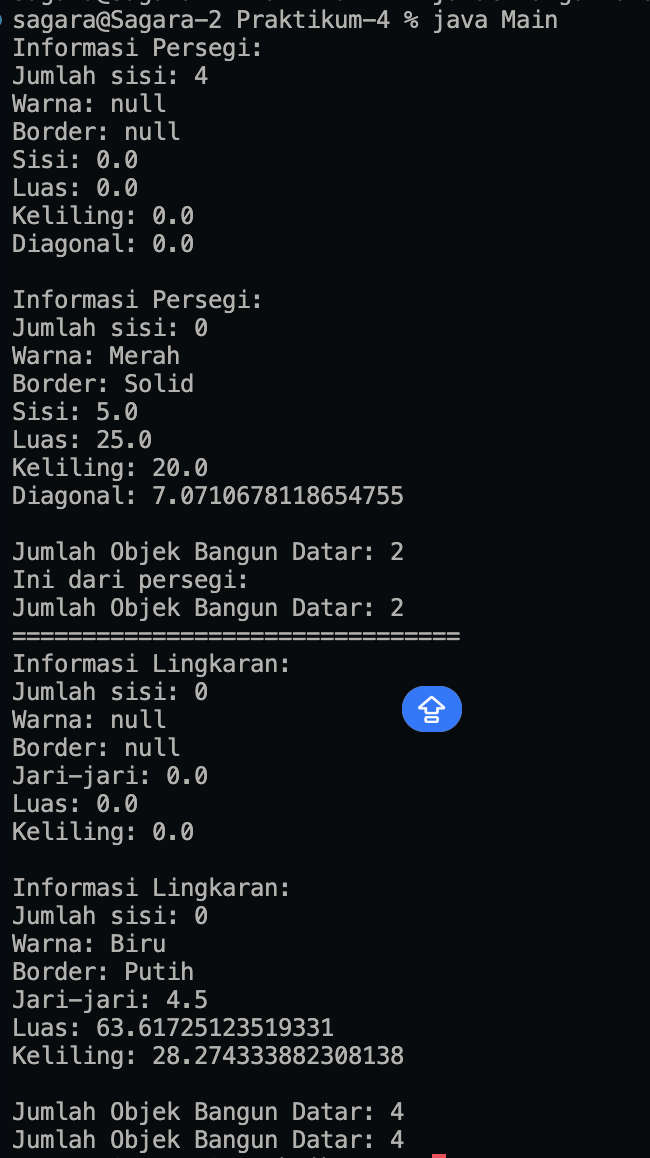 sagara@Sagara-2 Praktikum-4 % java Main
Informasi Persegi:
Jumlah sisi: 4
Warna: null
Border: null
Sisi: 0.0
Luas: 0.0
Keliling: 0.0
Diagonal: 0.0
Informasi Persegi:
Jumlah sisi: 0
Warna: Merah
Border: Solid
Sisi: 5.0
Luas: 25.0
Keliling: 20.0
Diagonal: 7.0710678118654755
Jumlah Objek Bangun Datar: 2
Ini dari persegi:
Jumlah Objek Bangun Datar: 2
================================
Informasi Lingkaran:
Jumlah sisi: 0
Warna: null
Border: null
Jari-jari: 0.0
Luas: 0.0
Keliling: 0.0
Informasi Lingkaran:
Jumlah sisi: 0
Warna: Biru
Border: Putih
Jari-jari: 4.5
Luas: 63.61725123519331
Keliling: 28.274333882308138
Jumlah Objek Bangun Datar: 4
Jumlah Objek Bangun Datar: 4